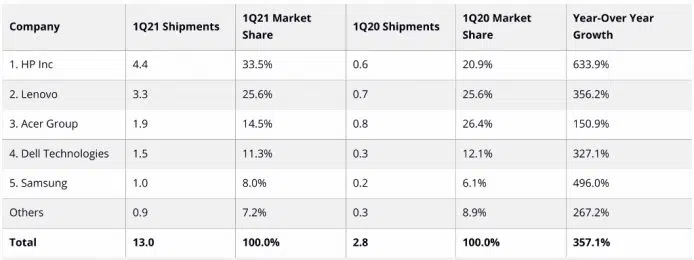 Company 1Q21 Shipments 1Q21 Market Share 1Q20 Shipments 1Q20 Market Share Year-Over Year Growth
1. HP Inc 4.4 33.5% 0.6 20.9% 633.9%
2. Lenovo 3.3 25.6% 0.7 25.6% 356.2%
3. Acer Group 1.9 14.5% 0.8 26.4% 150.9%
4. Dell Technologies 1.5 11.3% 0.3 12.1% 327.1%
5. Samsung 1.0 8.0% 0.2 6.1% 496.0%
Others 0.9 7.2% 0.3 8.9% 267.2%
Total 13.0 100.0% 2.8 100.0% 357.1%